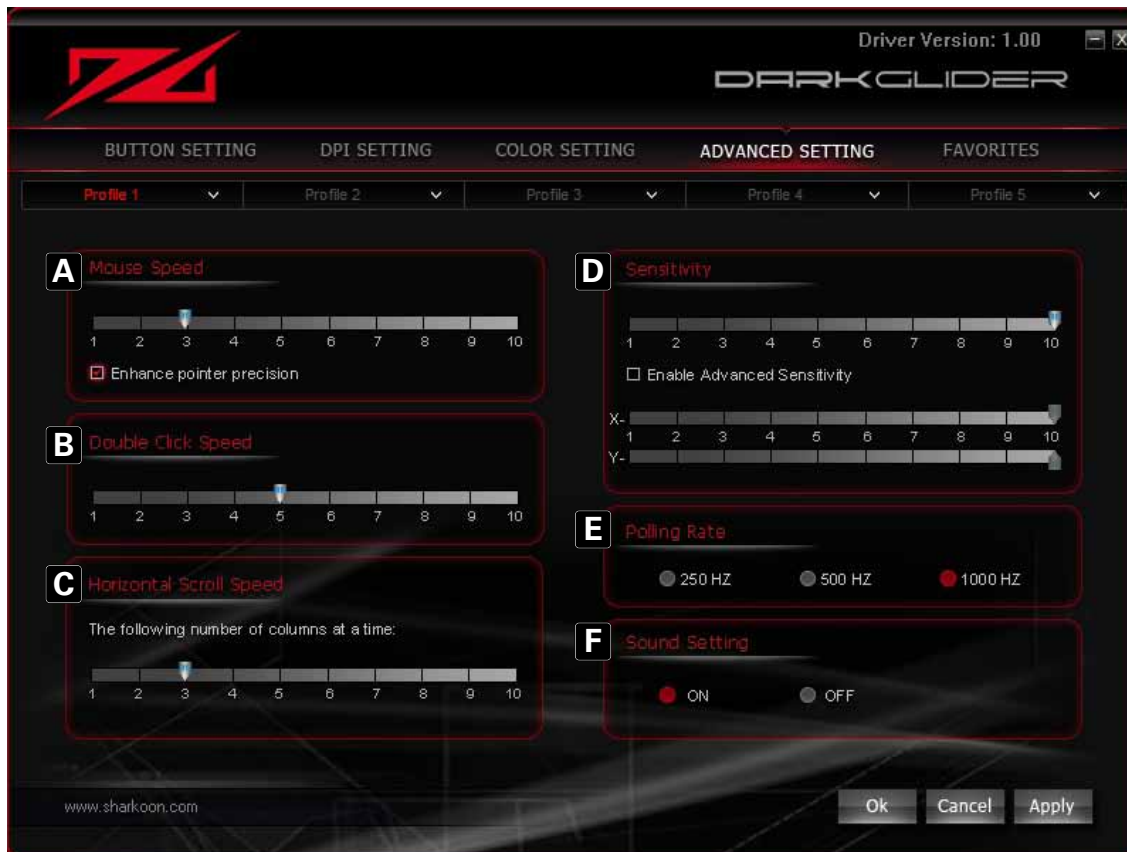 Driver Version: 1.00
DARKGLIDER
BUTTON SETTING DPI SETTING COLOR SETTING ADVANCED SETTING FAVORITES
Profile 1 Profile 2 Profile 3 Profile 4 Profile 5
A Mouse Speed
1 2 3 4 5 6 7 8 9 10
Enhance pointer precision
B Double Click Speed
1 2 3 4 5 6 7 8 9 10
C Horizontal Scroll Speed
The following number of columns at a time:
1 2 3 4 5 6 7 8 9 10
D Sensitivity
1 2 3 4 5 6 7 8 9 10
Enable Advanced Sensitivity
X-
1 2 3 4 5 6 7 8 9 10
Y-
E Polling Rate
250 HZ 500 HZ 1000 HZ
F Sound Setting
ON OFF
www.sharkoon.com
Ok Cancel Apply